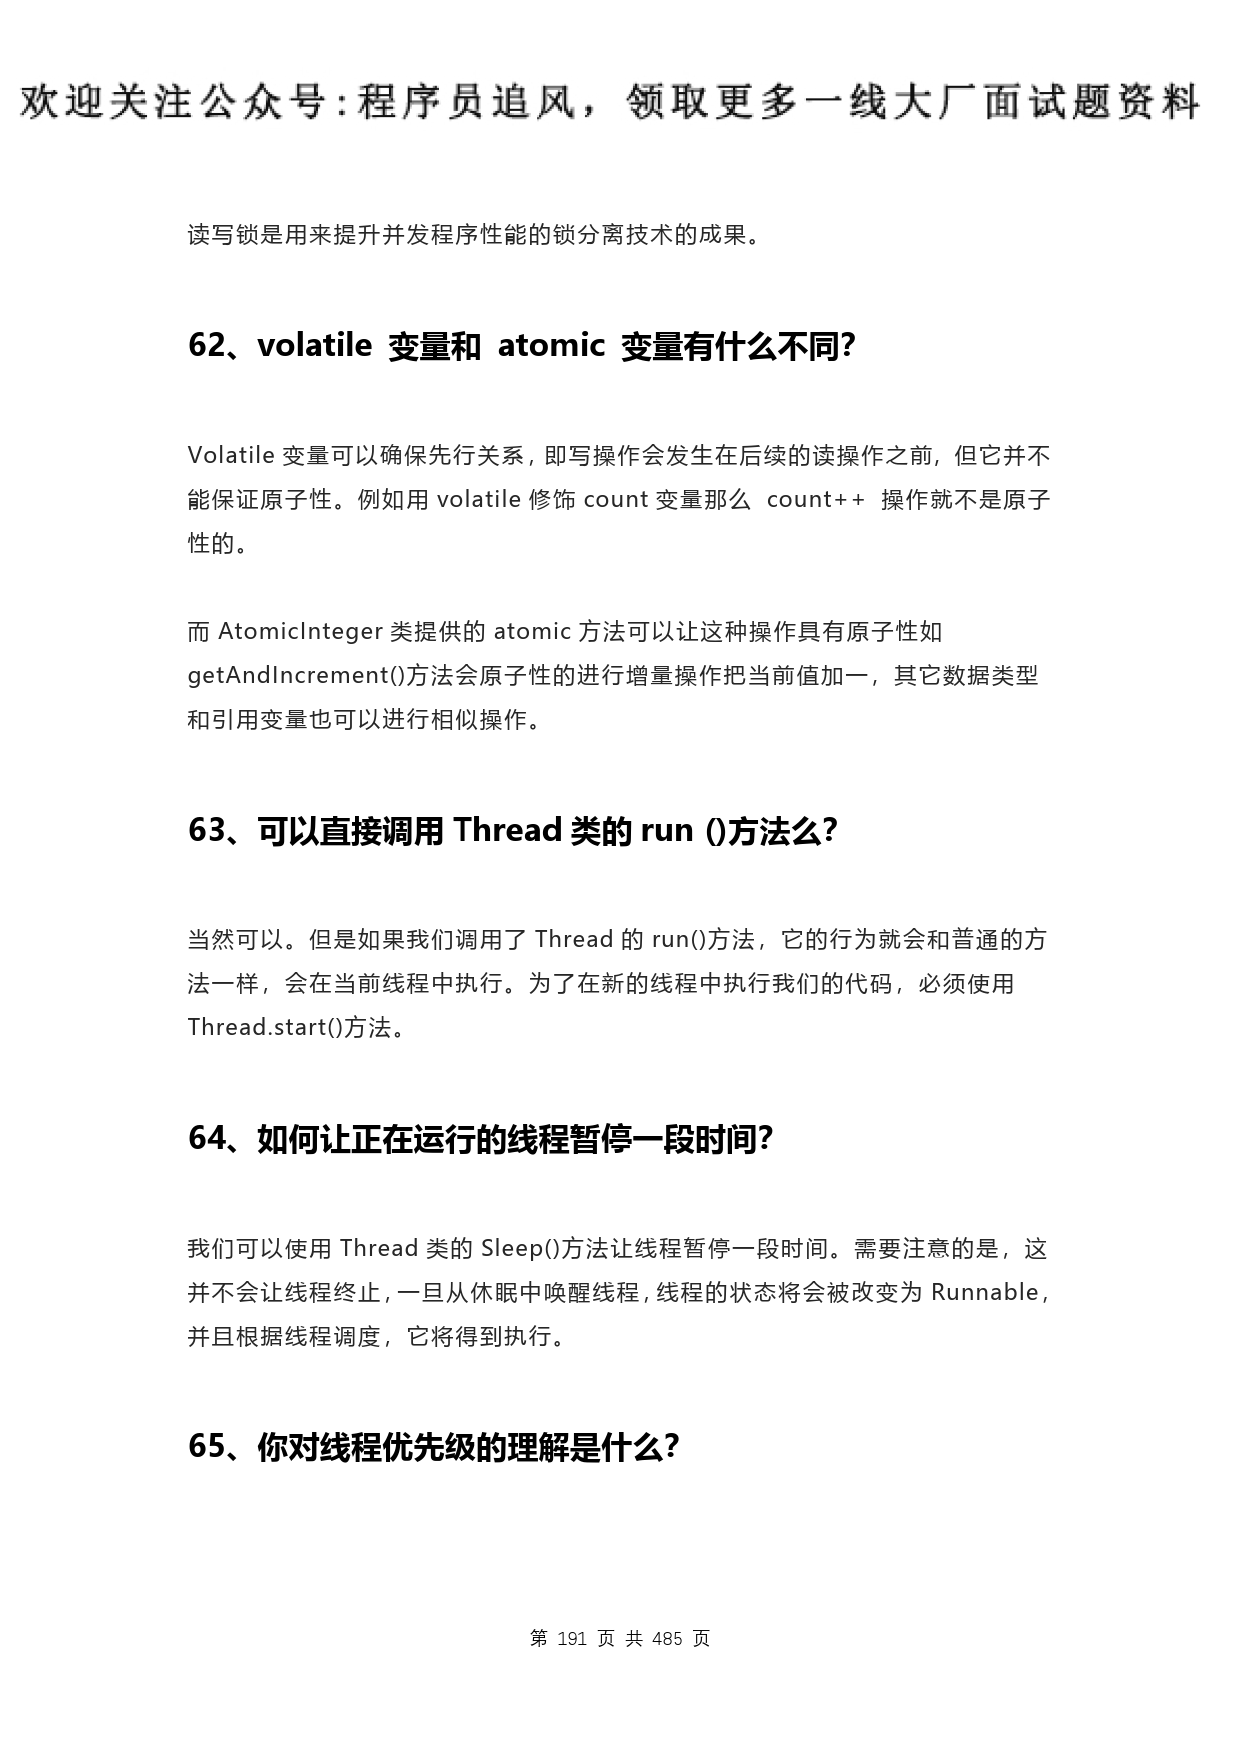 欢迎关注公众号:程序员追风，领取更多一线大厂面试题资料
读写锁是用来提升并发程序性能的锁分离技术的成果。
62、volatile 变量和 atomic 变量有什么不同？
Volatile 变量可以确保先行关系，即写操作会发生在后续的读操作之前, 但它并不
能保证原子性。例如用 volatile 修饰 count 变量那么 count++ 操作就不是原子
性的。
而 AtomicInteger 类提供的 atomic 方法可以让这种操作具有原子性如
getAndIncrement()方法会原子性的进行增量操作把当前值加一，其它数据类型
和引用变量也可以进行相似操作。
63、可以直接调用 Thread 类的 run ()方法么？
当然可以。但是如果我们调用了 Thread 的 run()方法，它的行为就会和普通的方
法一样，会在当前线程中执行。为了在新的线程中执行我们的代码，必须使用
Thread.start()方法。
64、如何让正在运行的线程暂停一段时间？
我们可以使用 Thread 类的 Sleep()方法让线程暂停一段时间。需要注意的是，这
并不会让线程终止，一旦从休眠中唤醒线程，线程的状态将会被改变为 Runnable，
并且根据线程调度，它将得到执行。
65、你对线程优先级的理解是什么？
第 191 页 共 485 页